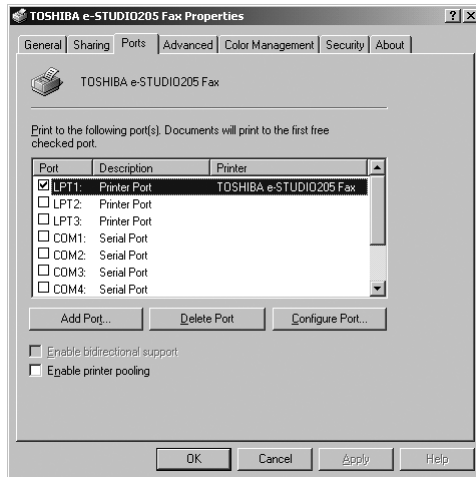 TOSHIBA e-STUDIO205 Fax Properties
General Sharing Ports Advanced Color Management Security About
TOSHIBA e-STUDIO205 Fax
Print to the following port(s). Documents will print to the first free
checked port.
Port Description Printer
LPT1: Printer Port TOSHIBA e-STUDIO205 Fax
LPT2: Printer Port
LPT3: Printer Port
COM1: Serial Port
COM2: Serial Port
COM3: Serial Port
COM4: Serial Port
Add Port... Delete Port Configure Port...
Enable bidirectional support
Enable printer pooling
OK Cancel Apply Help